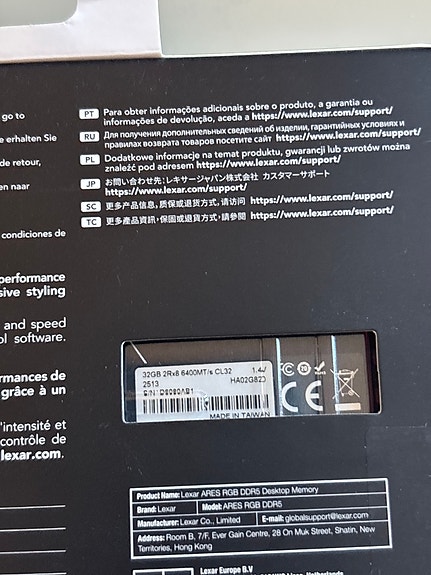 go to
e erhalten Sie
de retour,
en naar
condiciones de
performance
sive styling
and speed
ol software.
rmances de
grâce à un
l'intensité et
contrôle de
lexar.com.
PT Para obter informações adicionais sobre o produto, a garantia ou
informações de devolução, aceda a https://www.lexar.com/support/
RU Для получения дополнительных сведений об изделии, гарантийных условиях и
правилах возврата товаров посетите сайт https://www.lexar.com/support/
PL Dodatkowe informacje na temat produktu, gwarancji lub zwrotów można
znaleźć pod adresem https://www.lexar.com/support/
JP お問い合わせ先：レキサージャパン株式会社 カスタマーサポート
https://www.lexar.com/support/
SC 更多产品信息，质保或退货方式，请访问 https://www.lexar.com/support/
TC 更多產品資訊，保固或退貨方式，請參閱 https://www.lexar.com/support/
32GB 2Rx8 6400MT/s CL32 1.4V
2513 HA02G823
S/N: D6080AB1
MADE IN TAIWAN
FC 20
CE
Product Name: Lexar ARES RGB DDR5 Desktop Memory
Brand: Lexar Model: ARES RGB DDR5
Manufacturer: Lexar Co., Limited E-mail: globalsupport@lexar.com
Address: Room B, 7/F, Ever Gain Centre, 28 On Muk Street, Shatin, New
Territories, Hong Kong
Lexar Europe B.V